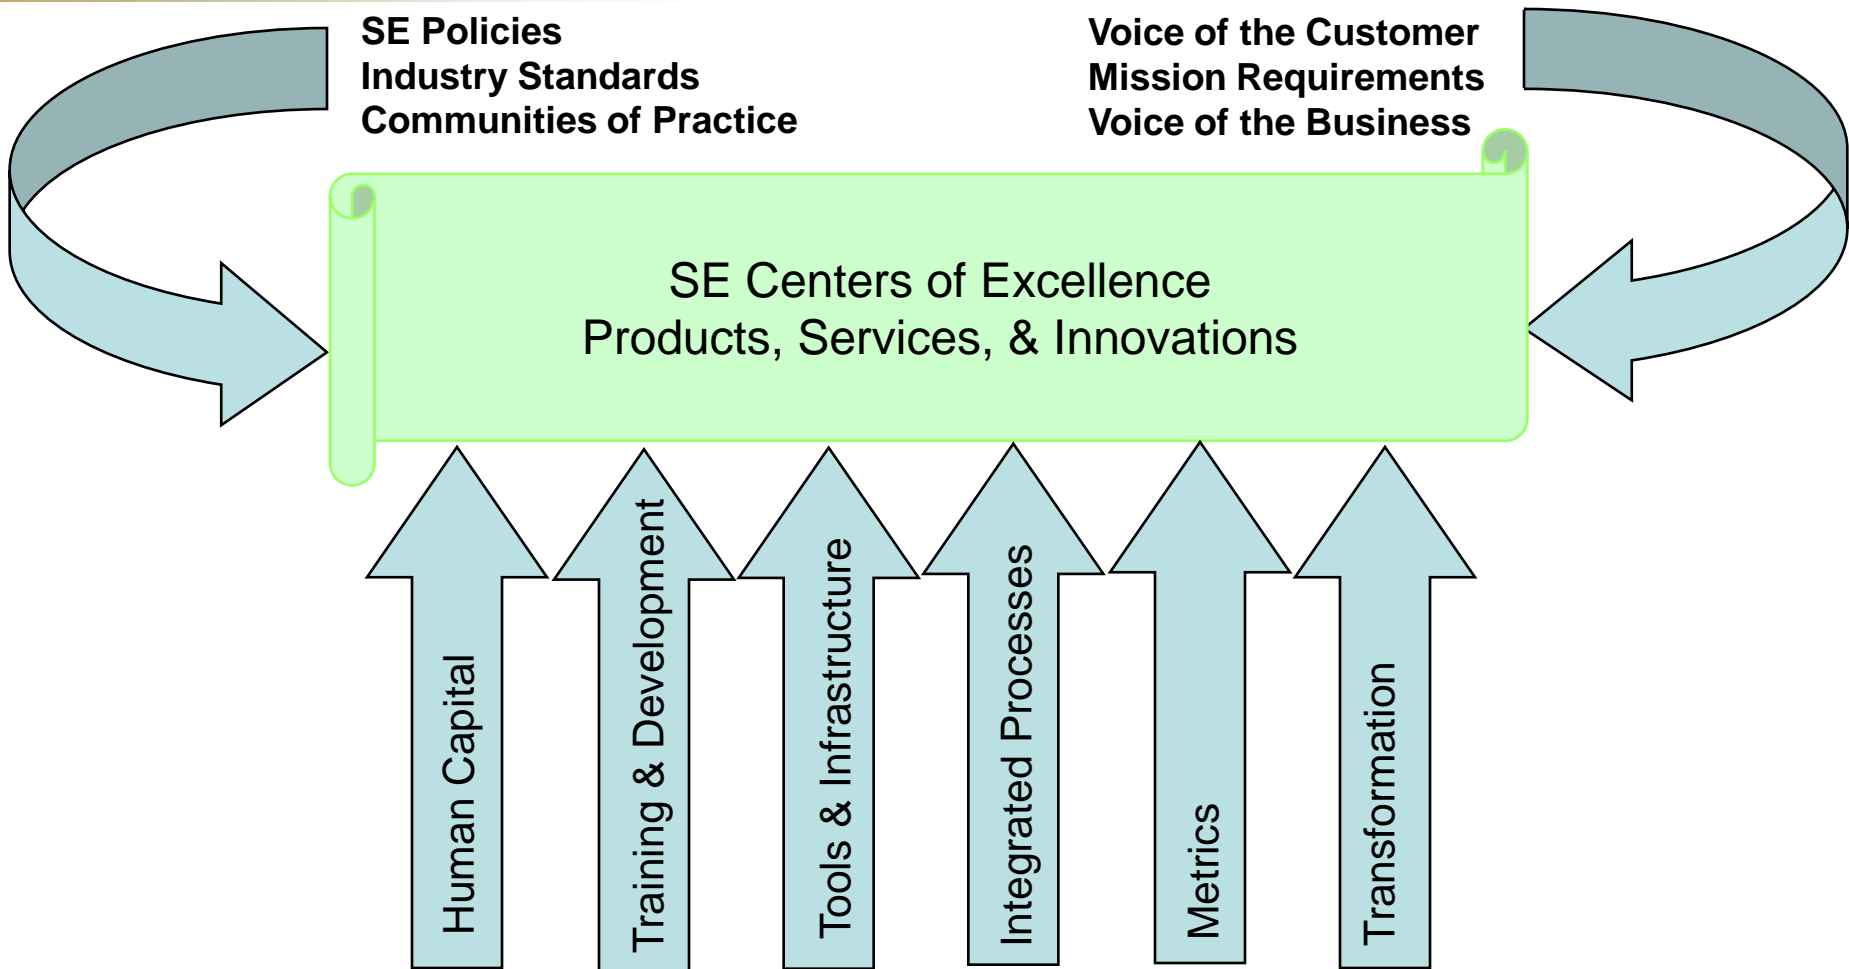 SE Policies
Industry Standards
Communities of Practice
Voice of the Customer
Mission Requirements
Voice of the Business
SE Centers of Excellence
Products, Services, & Innovations
Human Capital
Training & Development
Tools & Infrastructure
Integrated Processes
Metrics
Transformation